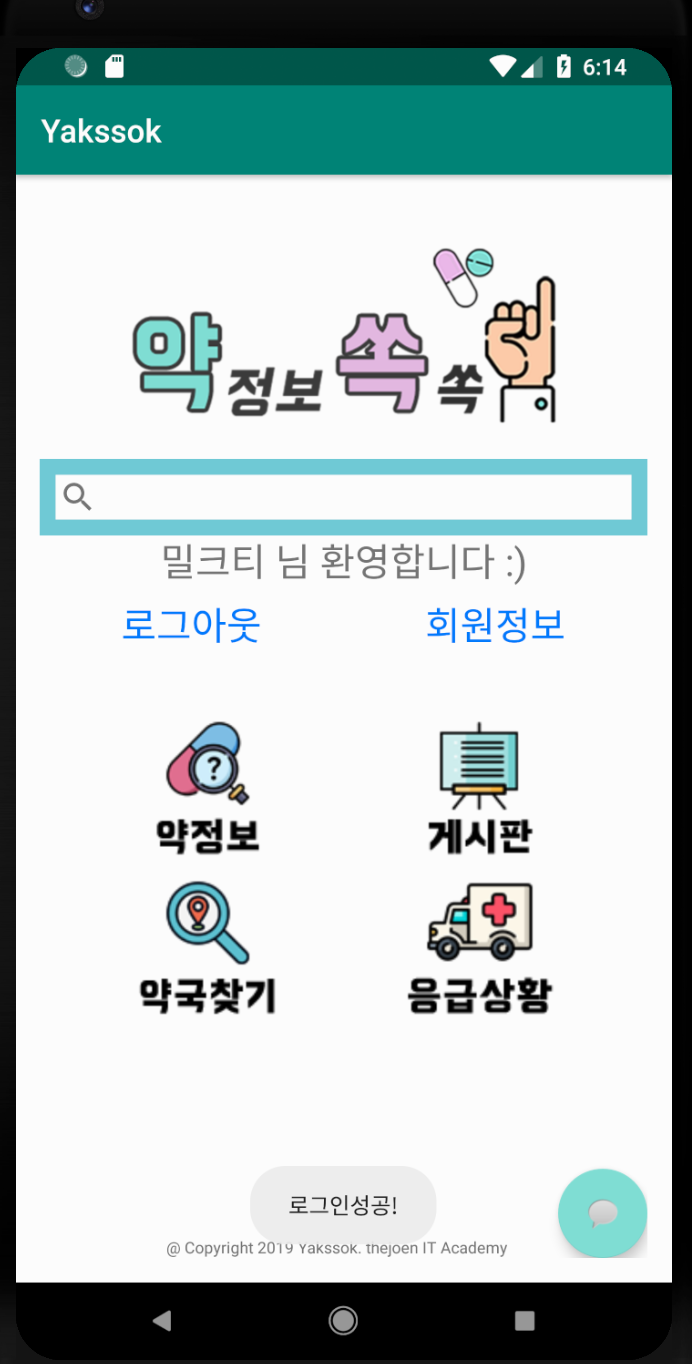 6:14
Yakssok
약정보쏙쏙
밀크티 님 환영합니다 :)
로그아웃 회원정보
?
약정보 게시판
약국찾기 응급상황
로그인성공!
@ Copyright 2019 Yakssok. thejoen IT Academy